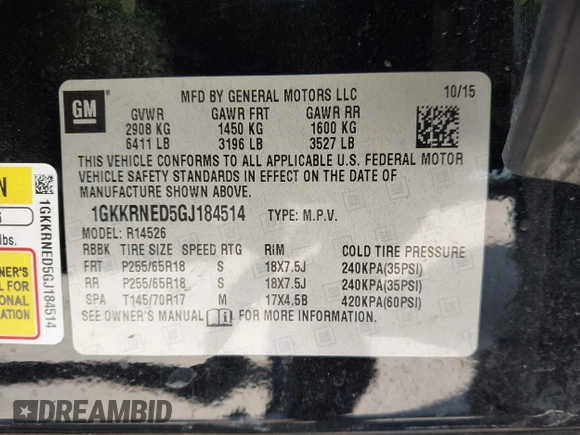 GM
MFD BY GENERAL MOTORS LLC 10/15
GVWR GAWR FRT GAWR RR
2908 KG 1450 KG 1600 KG
6411 LB 3196 LB 3527 LB
THIS VEHICLE CONFORMS TO ALL APPLICABLE U.S. FEDERAL MOTOR
VEHICLE SAFETY STANDARDS IN EFFECT ON THE DATE OF
MANUFACTURE SHOWN ABOVE.
1GKKRNED5GJ184514 TYPE: M.P.V.
MODEL: R14526
RBBK TIRE SIZE SPEED RTG RIM COLD TIRE PRESSURE
FRT P255/65R18 S 18X7.5J 240KPA(35PSI)
RR P255/65R18 S 18X7.5J 240KPA(35PSI)
SPA T145/70R17 M 17X4.5B 420KPA(60PSI)
SEE OWNER'S MANUAL FOR MORE INFORMATION.
1GKKRNED5GJ184514
lbs.
OWNER'S
FOR
DREAMBID